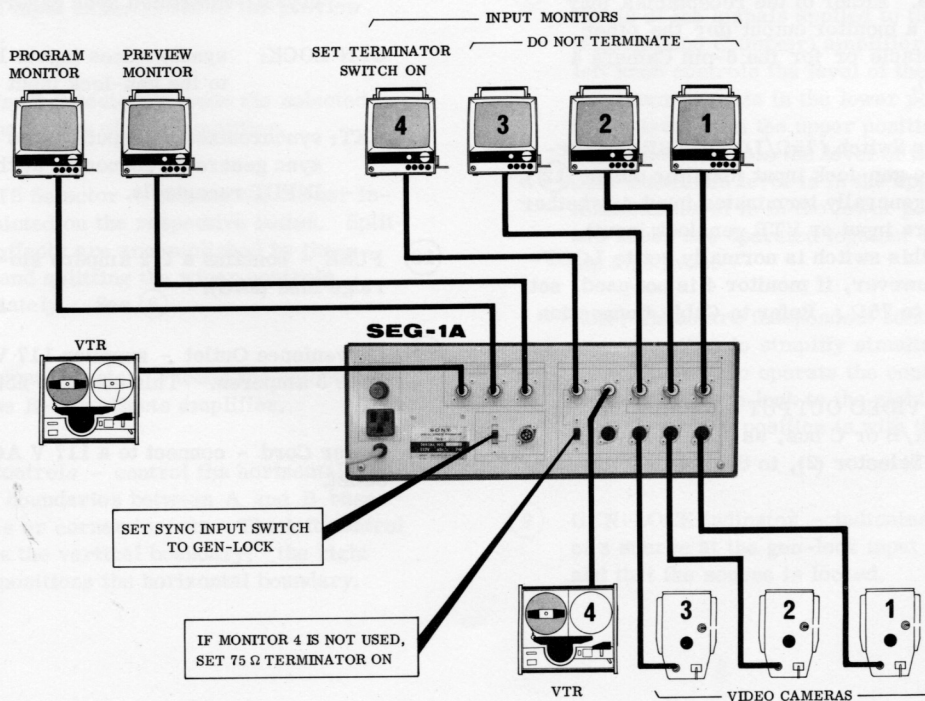 INPUT MONITORS
PROGRAM
MONITOR
PREVIEW
MONITOR
SET TERMINATOR
SWITCH ON
DO NOT TERMINATE
4
3
2
1
SEG-1A
VTR
SONY
SET SYNC INPUT SWITCH
TO GEN-LOCK
IF MONITOR 4 IS NOT USED,
SET 75 Ω TERMINATOR ON
4
VTR
3
2
1
VIDEO CAMERAS